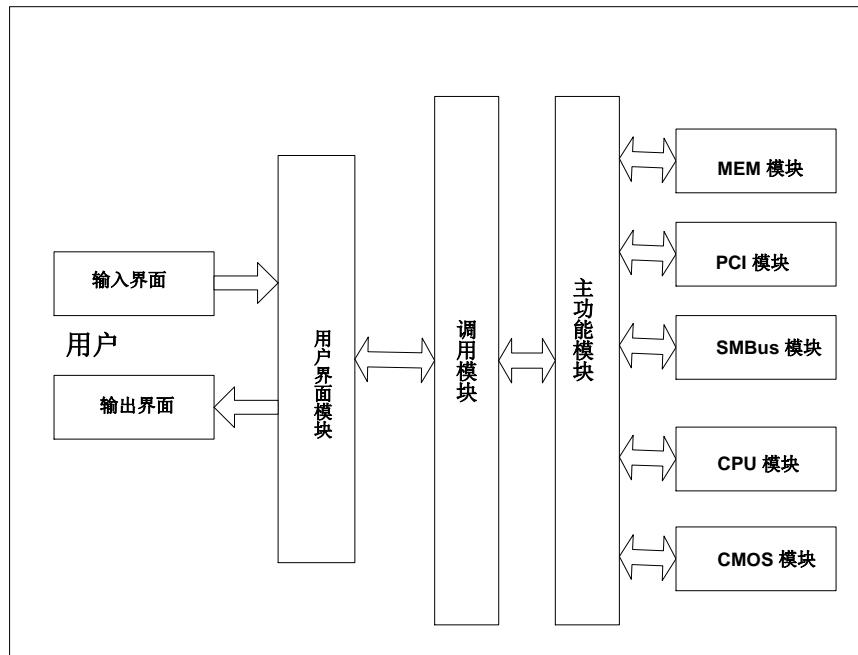 输入界面
用户
输出界面
用户界面模块
调用模块
主功能模块
MEM 模块
PCI 模块
SMBus 模块
CPU 模块
CMOS 模块